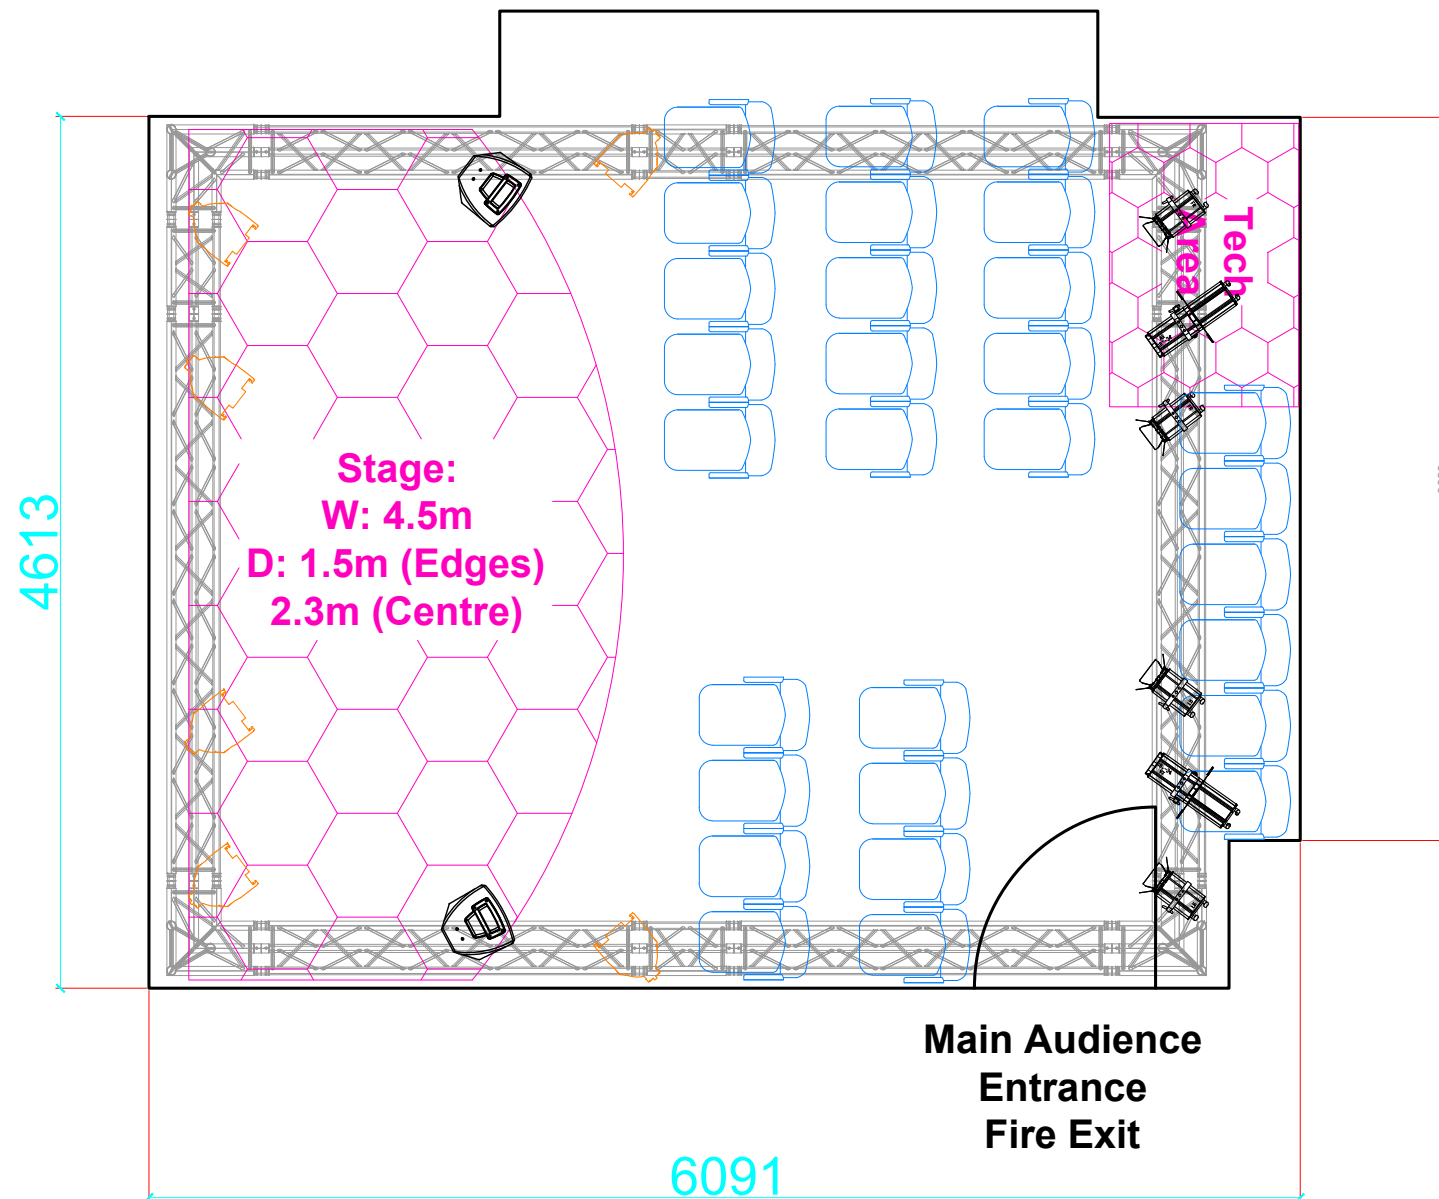 Tech
Area
Stage:
W: 4.5m
D: 1.5m (Edges)
2.3m (Centre)
4613
Main Audience
Entrance
Fire Exit
6091